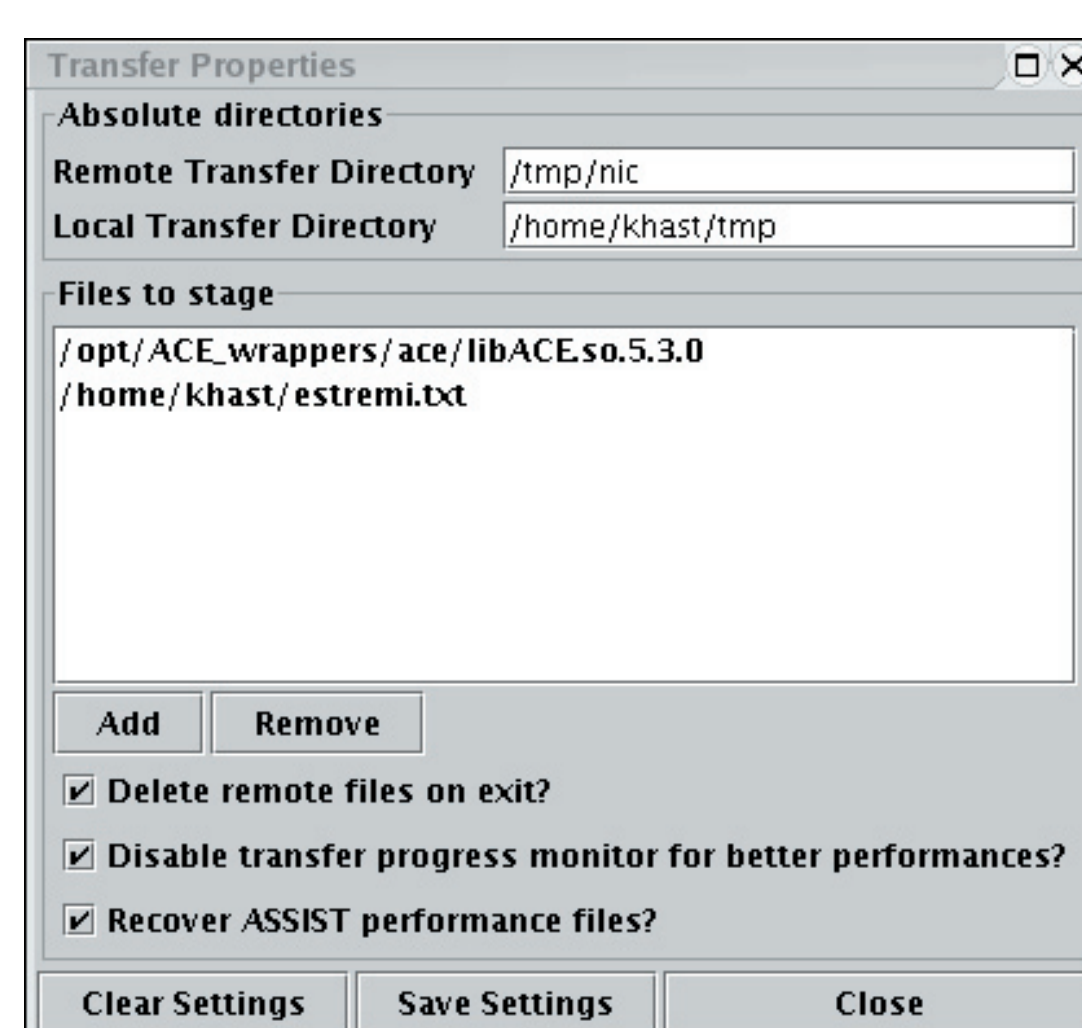 Transfer Properties
Absolute directories
Remote Transfer Directory /tmp/nic
Local Transfer Directory /home/khast/tmp
Files to stage
/opt/ACE_wrappers/ace/libACE.so.5.3.0
/home/khast/estremi.txt
Add Remove
Delete remote files on exit?
Disable transfer progress monitor for better performances?
Recover ASSIST performance files?
Clear Settings Save Settings Close